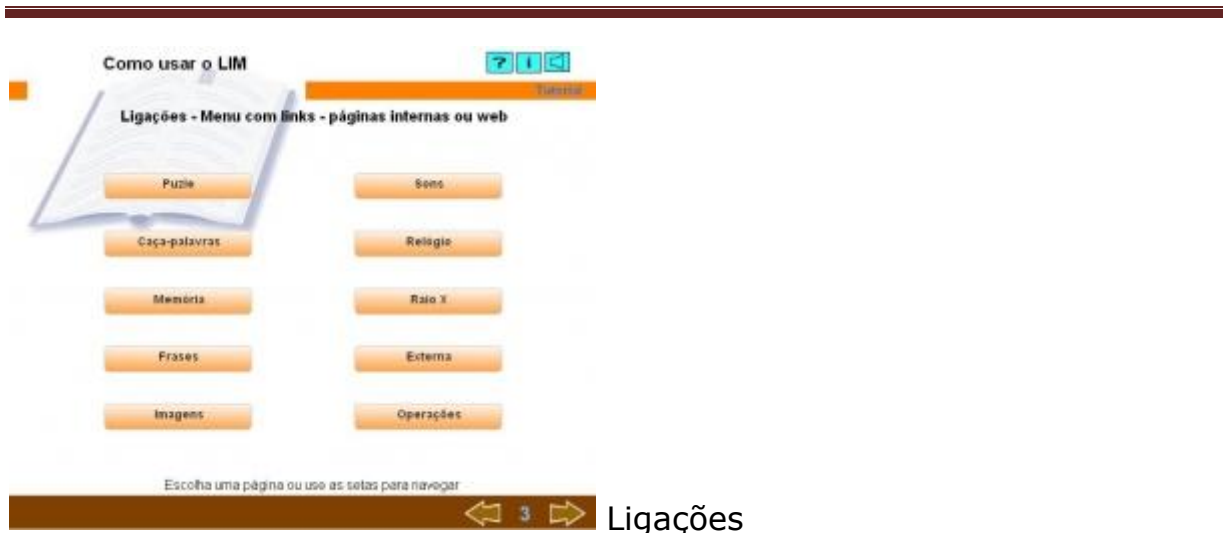 Como usar o LIM
? i
Tutorial
Ligações - Menu com links - páginas internas ou web
Puzle Sons
Caça-palavras Relógio
Memória Raio X
Frases Externa
Imagens Operações
Escolha uma página ou use as setas para navegar
3
Ligações